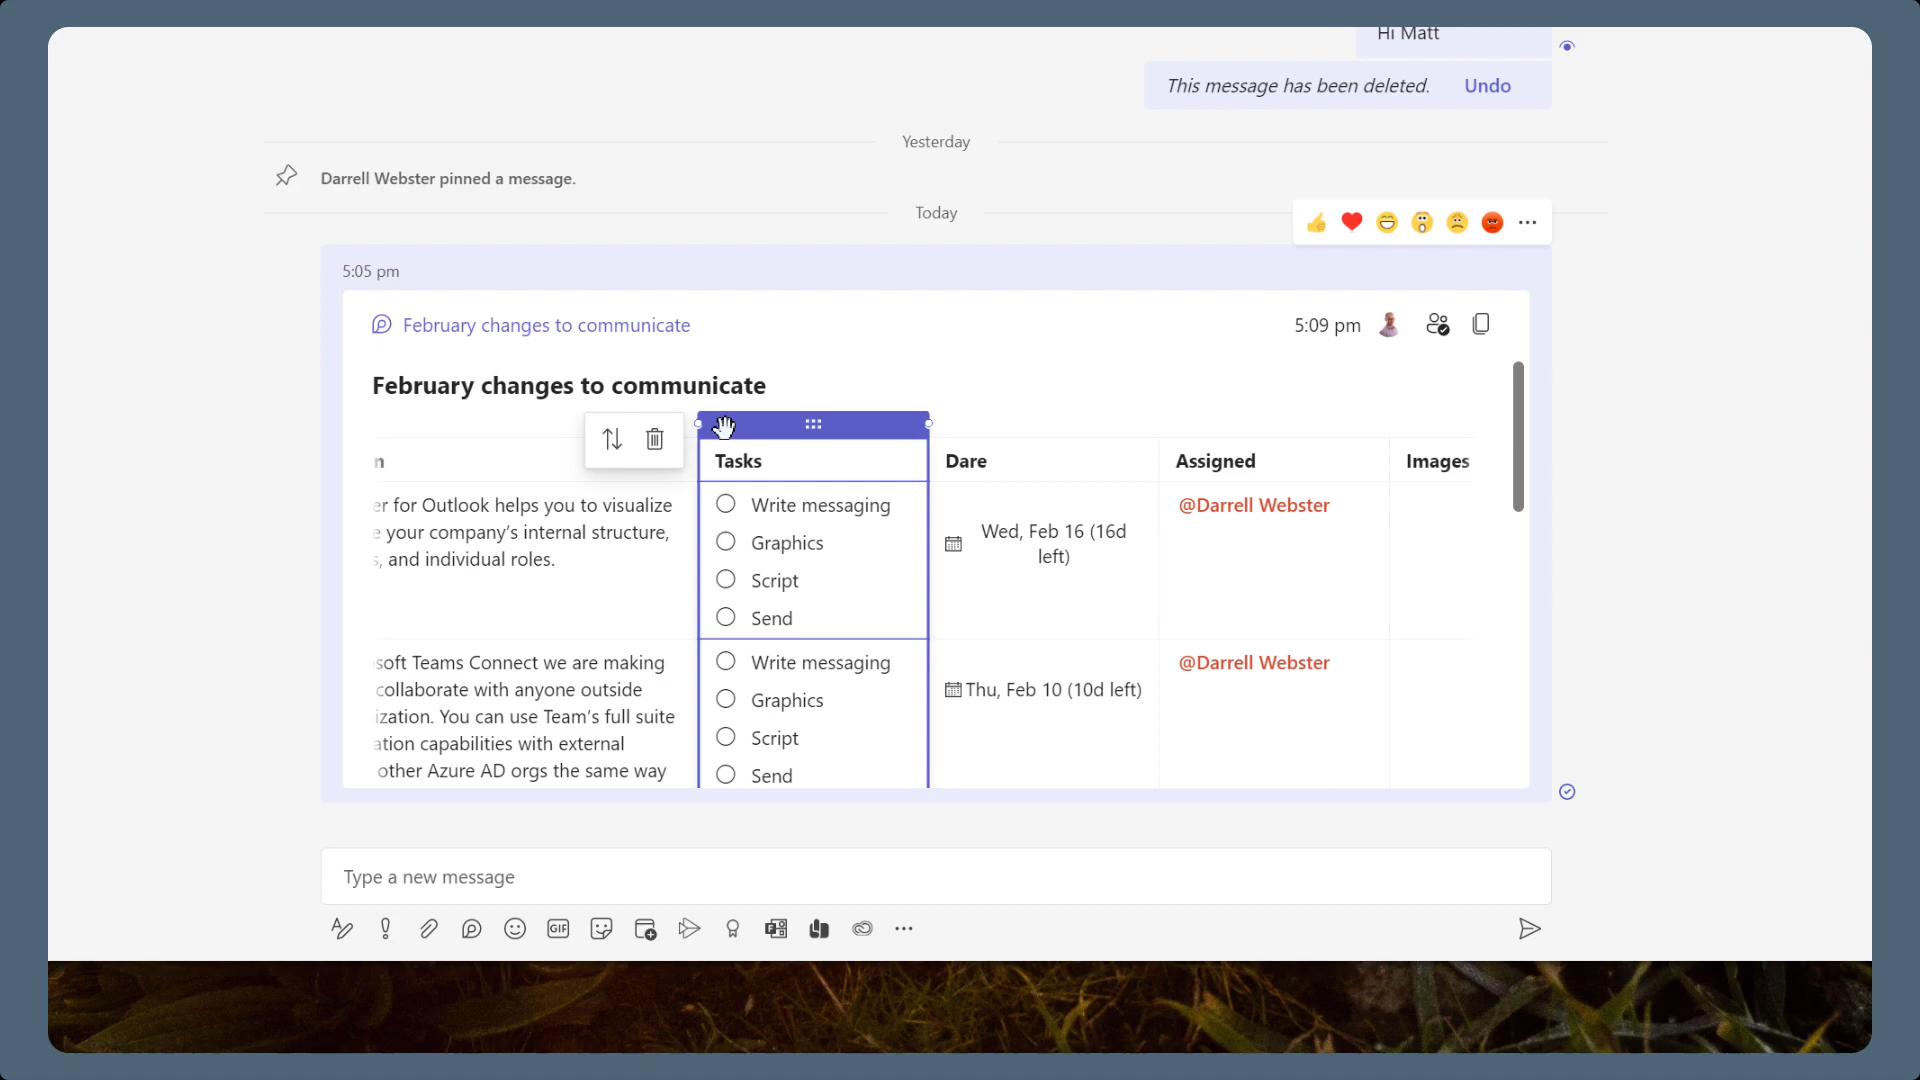 Hi Matt
This message has been deleted. Undo
Yesterday
Darrell Webster pinned a message.
Today
5:05 pm
February changes to communicate
5:09 pm
February changes to communicate
n
Tasks
Dare
Assigned
Images
er for Outlook helps you to visualize
e your company's internal structure,
s, and individual roles.
Write messaging
Graphics
Script
Send
Wed, Feb 16 (16d
left)
@Darrell Webster
soft Teams Connect we are making
collaborate with anyone outside
ization. You can use Team's full suite
ation capabilities with external
other Azure AD orgs the same way
Write messaging
Graphics
Script
Send
Thu, Feb 10 (10d left)
@Darrell Webster
Type a new message
GIF